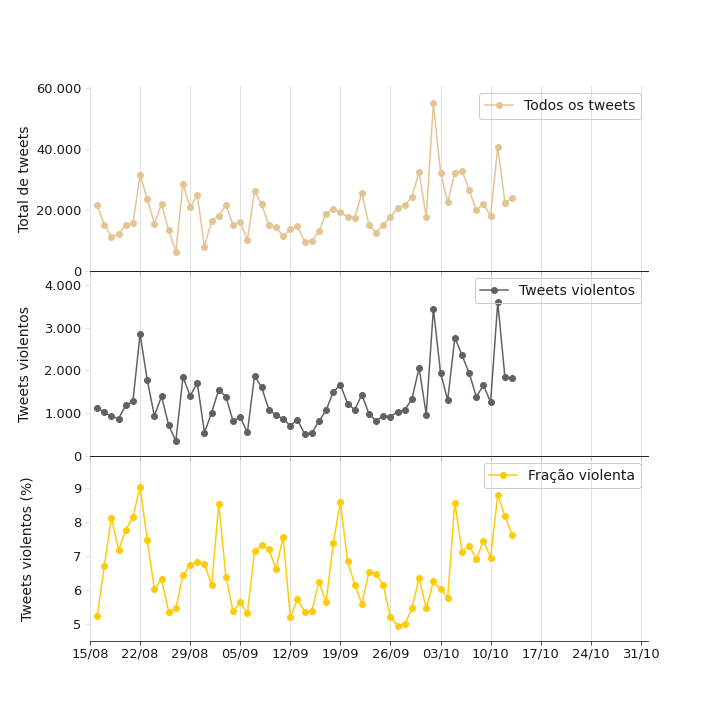 60.000
40.000
20.000
0
Total de tweets
Todos os tweets
4.000
3.000
2.000
1.000
0
Tweets violentos
Tweets violentos
9
8
7
6
5
Tweets violentos (%)
Fração violenta
15/08 22/08 29/08 05/09 12/09 19/09 26/09 03/10 10/10 17/10 24/10 31/10